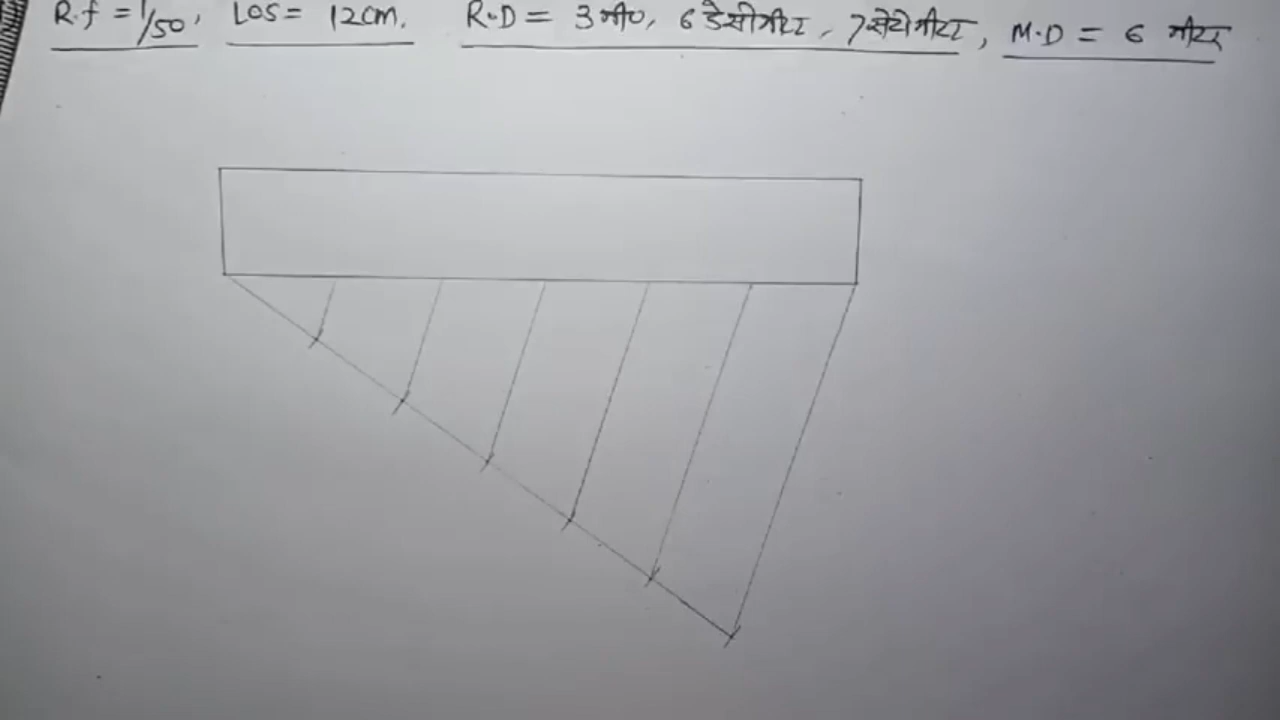 R.f = 1/50, LOS = 12cm. R.D = 3 मी०, 6 डेसीमीटर, 7 सेंटीमीटर, M.D = 6 मीटर